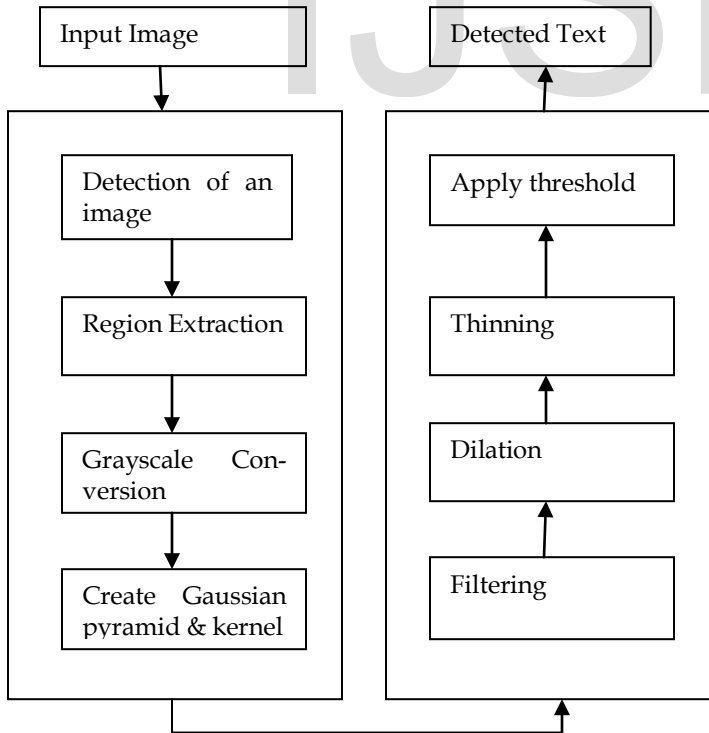 Input Image
Detection of an
image
Region Extraction
Grayscale Con-
version
Create Gaussian
pyramid & kernel
Detected Text
Apply threshold
Thinning
Dilation
Filtering